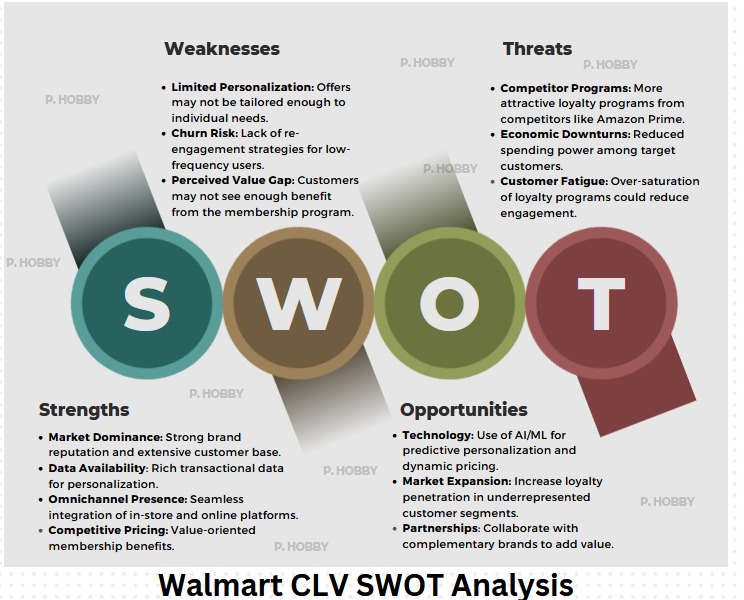 Weaknesses
• Limited Personalization: Offers
may not be tailored enough to
individual needs.
• Churn Risk: Lack of re-
engagement strategies for low-
frequency users.
• Perceived Value Gap: Customers
may not see enough benefit
from the membership program.
Threats
• Competitor Programs: More
attractive loyalty programs from
competitors like Amazon Prime.
• Economic Downturns: Reduced
spending power among target
customers.
• Customer Fatigue: Over-saturation
of loyalty programs could reduce
engagement.
P. HOBBY
P. HOBBY
P. HOBBY
P. HOBBY
P. HOBBY
S W O T
P. HOBBY
Strengths
• Market Dominance: Strong brand
reputation and extensive customer base.
• Data Availability: Rich transactional data
for personalization.
• Omnichannel Presence: Seamless
integration of in-store and online platforms.
• Competitive Pricing: Value-oriented
membership benefits.
Opportunities
• Technology: Use of AI/ML for
predictive personalization and
dynamic pricing.
• Market Expansion: Increase loyalty
penetration in underrepresented
customer segments.
• Partnerships: Collaborate with
complementary brands to add value.
P. HOBBY
P. HOBBY
P. HOBBY
Walmart CLV SWOT Analysis